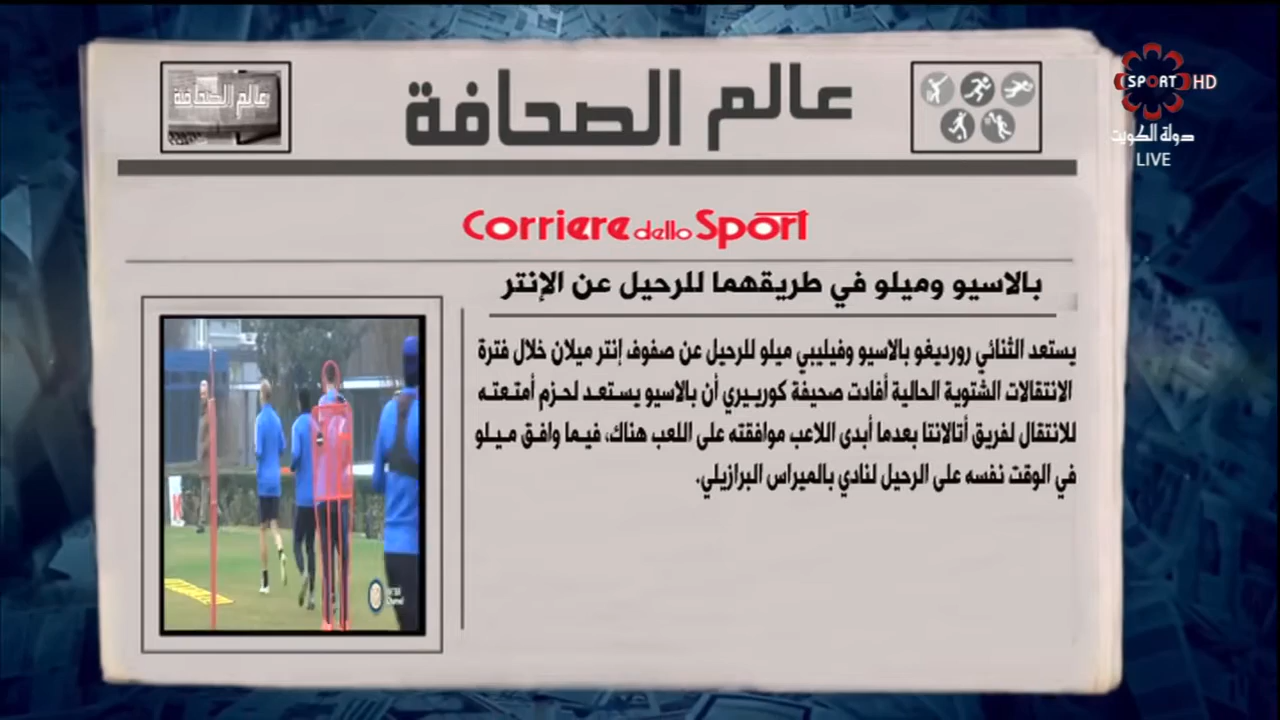 عالم الصحافة
عالم الصحافة
SPORT HD
دولة الكويت
LIVE
Corriere dello Sport
بالاسيو وميلو في طريقهما للرحيل عن الإنتر
يستعد الثنائي رورديغو بالاسيو وفيليبي ميلو للرحيل عن صفوف إنتر ميلان خلال فترة
الانتقالات الشتوية الحالية أفادت صحيفة كورييري أن بالاسيو يستعد لحزم أمتعته
للانتقال لفريق أتالانتا بعدما أبدى اللاعب موافقته على اللعب هناك، فيما وافق ميلو
في الوقت نفسه على الرحيل لنادي بالميراس البرازيلي.
Channel